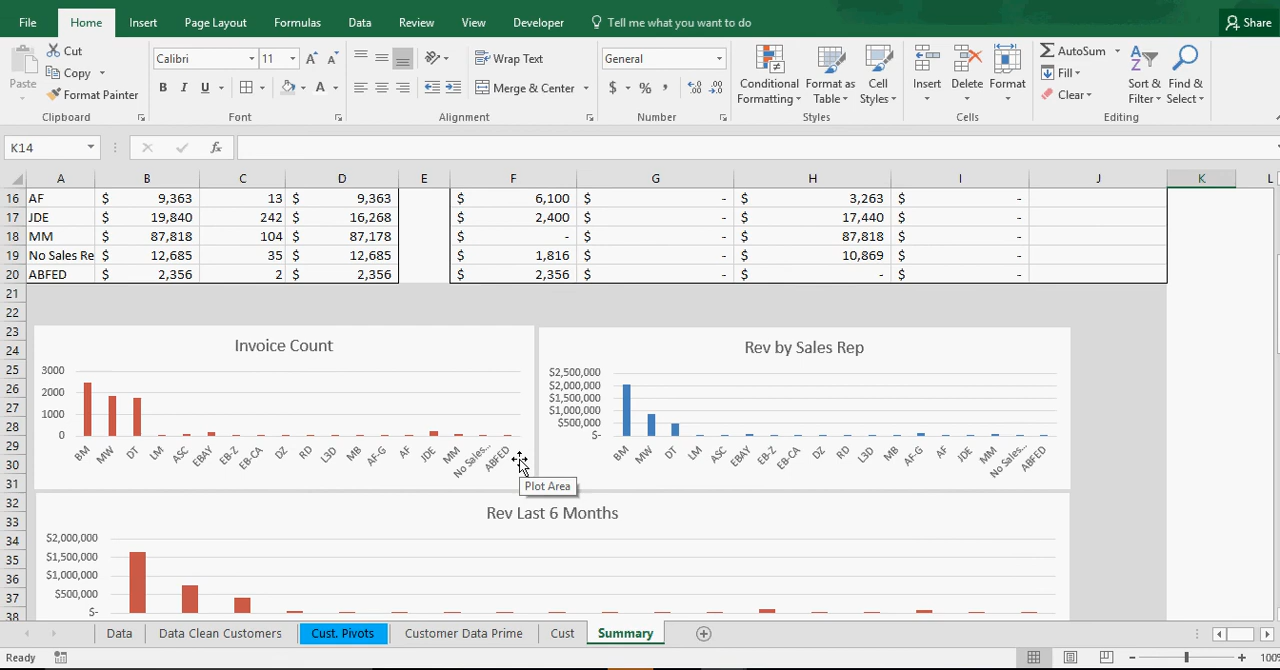 File Home Insert Page Layout Formulas Data Review View Developer Tell me what you want to do Share
Cut
Copy
Format Painter
Paste
Clipboard
Calibri 11 A A
B I U A
Font
Wrap Text
Merge & Center
Alignment
General
$ % ,
Number
Conditional Formatting
Format as Table
Cell Styles
Styles
Insert Delete Format
Cells
AutoSum
Fill
Clear
Sort & Filter
Find & Select
Editing
K14 fx
A B C D E F G H I J K L
16 AF $ 9,363 13 $ 9,363 $ 6,100 $ - $ 3,263 $ -
17 JDE $ 19,840 242 $ 16,268 $ 2,400 $ - $ 17,440 $ -
18 MM $ 87,818 104 $ 87,178 $ - $ - $ 87,818 $ -
19 No Sales Re $ 12,685 35 $ 12,685 $ 1,816 $ - $ 10,869 $ -
20 ABFED $ 2,356 2 $ 2,356 $ 2,356 $ - $ - $ -
21
22
23
24
25
26
27
28
29
30
31
32
33
34
35
36
37
38
Invoice Count
3000
2000
1000
0
BM MW DT LM ASC EBAY EB-Z EB-CA DZ RD L3D MB AF-G AF JDE MM No Sales... ABFED
Plot Area
Rev by Sales Rep
$2,500,000
$2,000,000
$1,500,000
$1,000,000
$500,000
$-
BM MW DT LM ASC EBAY EB-Z EB-CA DZ RD L3D MB AF-G AF JDE MM No Sales... ABFED
Rev Last 6 Months
$2,000,000
$1,500,000
$1,000,000
$500,000
$-
Data Data Clean Customers Cust. Pivots Customer Data Prime Cust Summary
Ready 100%